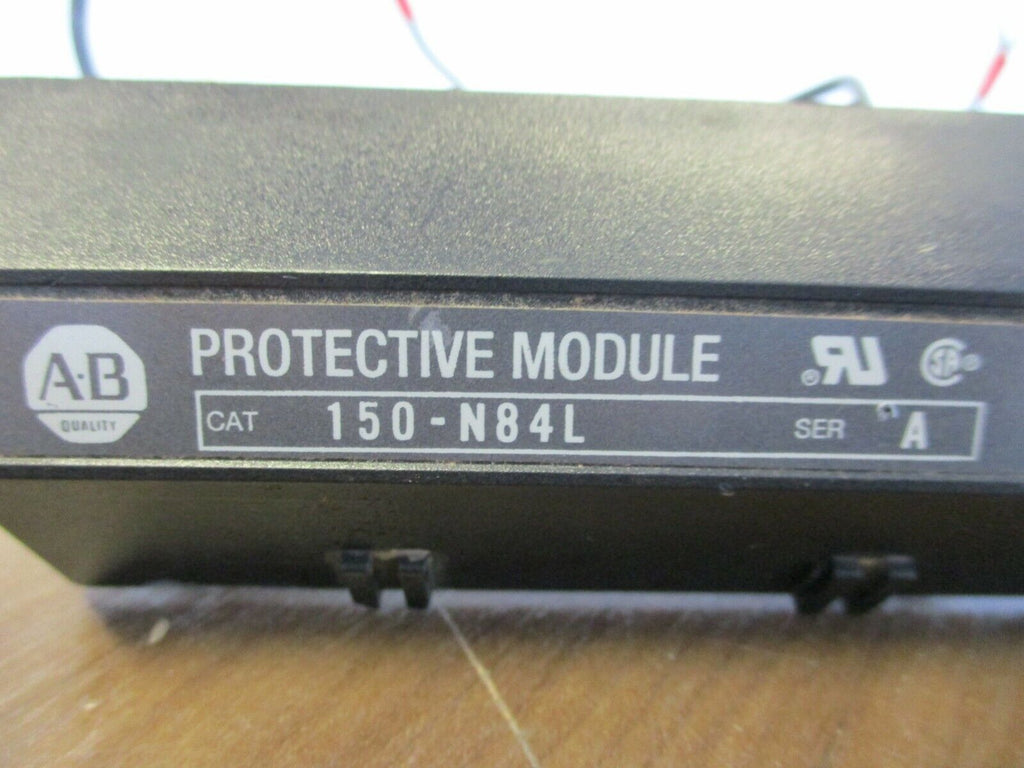 A·B
QUALITY
PROTECTIVE MODULE
CAT 150-N84L SER A